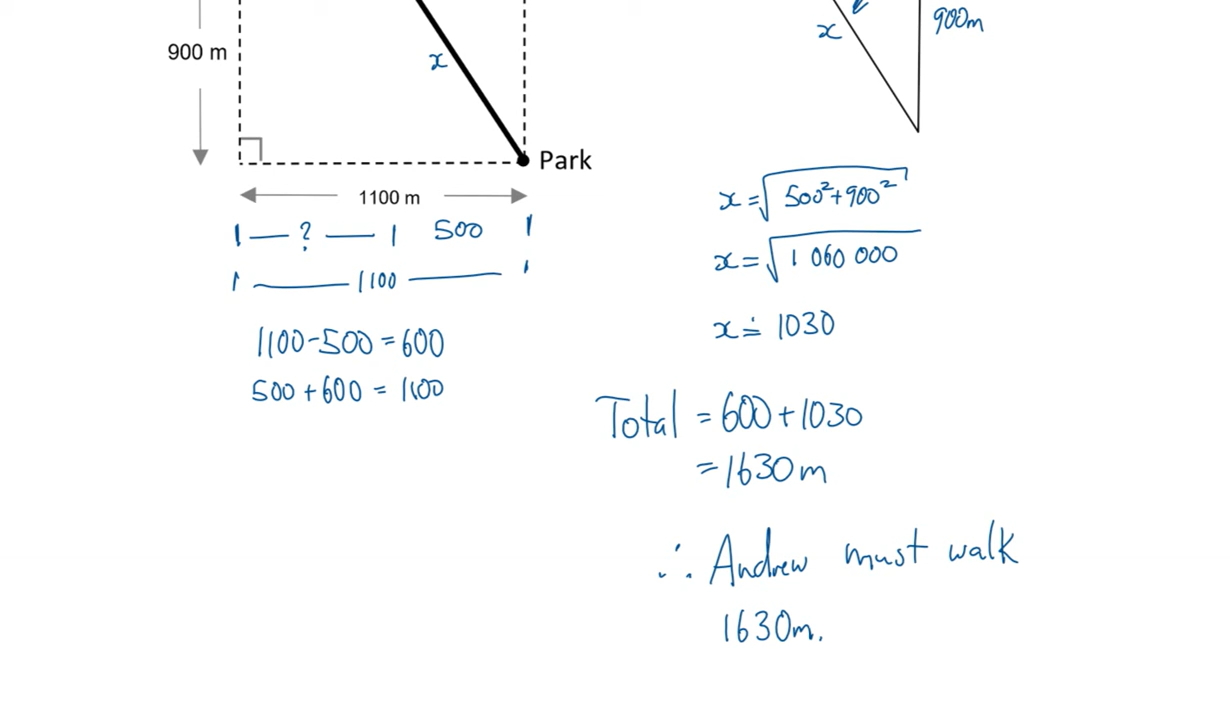 900 m
x
Park
1100 m
? 500
1100
1100-500=600
500+600=1100
x
900m
x=√500²+900²
x=√1 060 000
x≐1030
Total = 600+1030
= 1630m
∴ Andrew must walk
1630m.